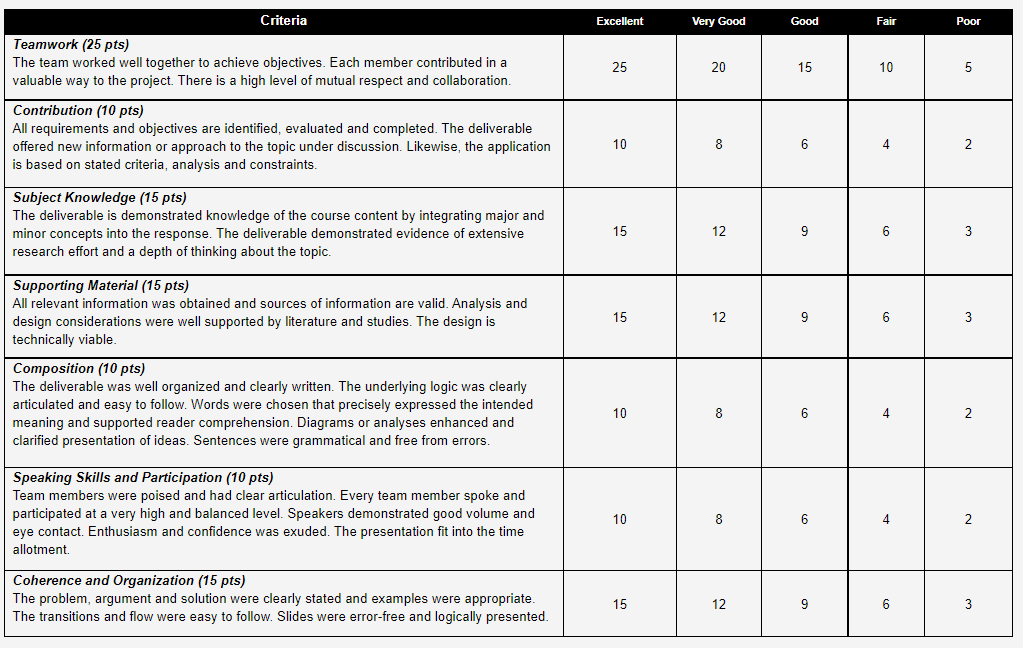 Criteria Excellent Very Good Good Fair Poor
Teamwork (25 pts)
The team worked well together to achieve objectives. Each member contributed in a
valuable way to the project. There is a high level of mutual respect and collaboration.
25 20 15 10 5
Contribution (10 pts)
All requirements and objectives are identified, evaluated and completed. The deliverable
offered new information or approach to the topic under discussion. Likewise, the application
is based on stated criteria, analysis and constraints.
10 8 6 4 2
Subject Knowledge (15 pts)
The deliverable is demonstrated knowledge of the course content by integrating major and
minor concepts into the response. The deliverable demonstrated evidence of extensive
research effort and a depth of thinking about the topic.
15 12 9 6 3
Supporting Material (15 pts)
All relevant information was obtained and sources of information are valid. Analysis and
design considerations were well supported by literature and studies. The design is
technically viable.
15 12 9 6 3
Composition (10 pts)
The deliverable was well organized and clearly written. The underlying logic was clearly
articulated and easy to follow. Words were chosen that precisely expressed the intended
meaning and supported reader comprehension. Diagrams or analyses enhanced and
clarified presentation of ideas. Sentences were grammatical and free from errors.
10 8 6 4 2
Speaking Skills and Participation (10 pts)
Team members were poised and had clear articulation. Every team member spoke and
participated at a very high and balanced level. Speakers demonstrated good volume and
eye contact. Enthusiasm and confidence was exuded. The presentation fit into the time
allotment.
10 8 6 4 2
Coherence and Organization (15 pts)
The problem, argument and solution were clearly stated and examples were appropriate.
The transitions and flow were easy to follow. Slides were error-free and logically presented.
15 12 9 6 3